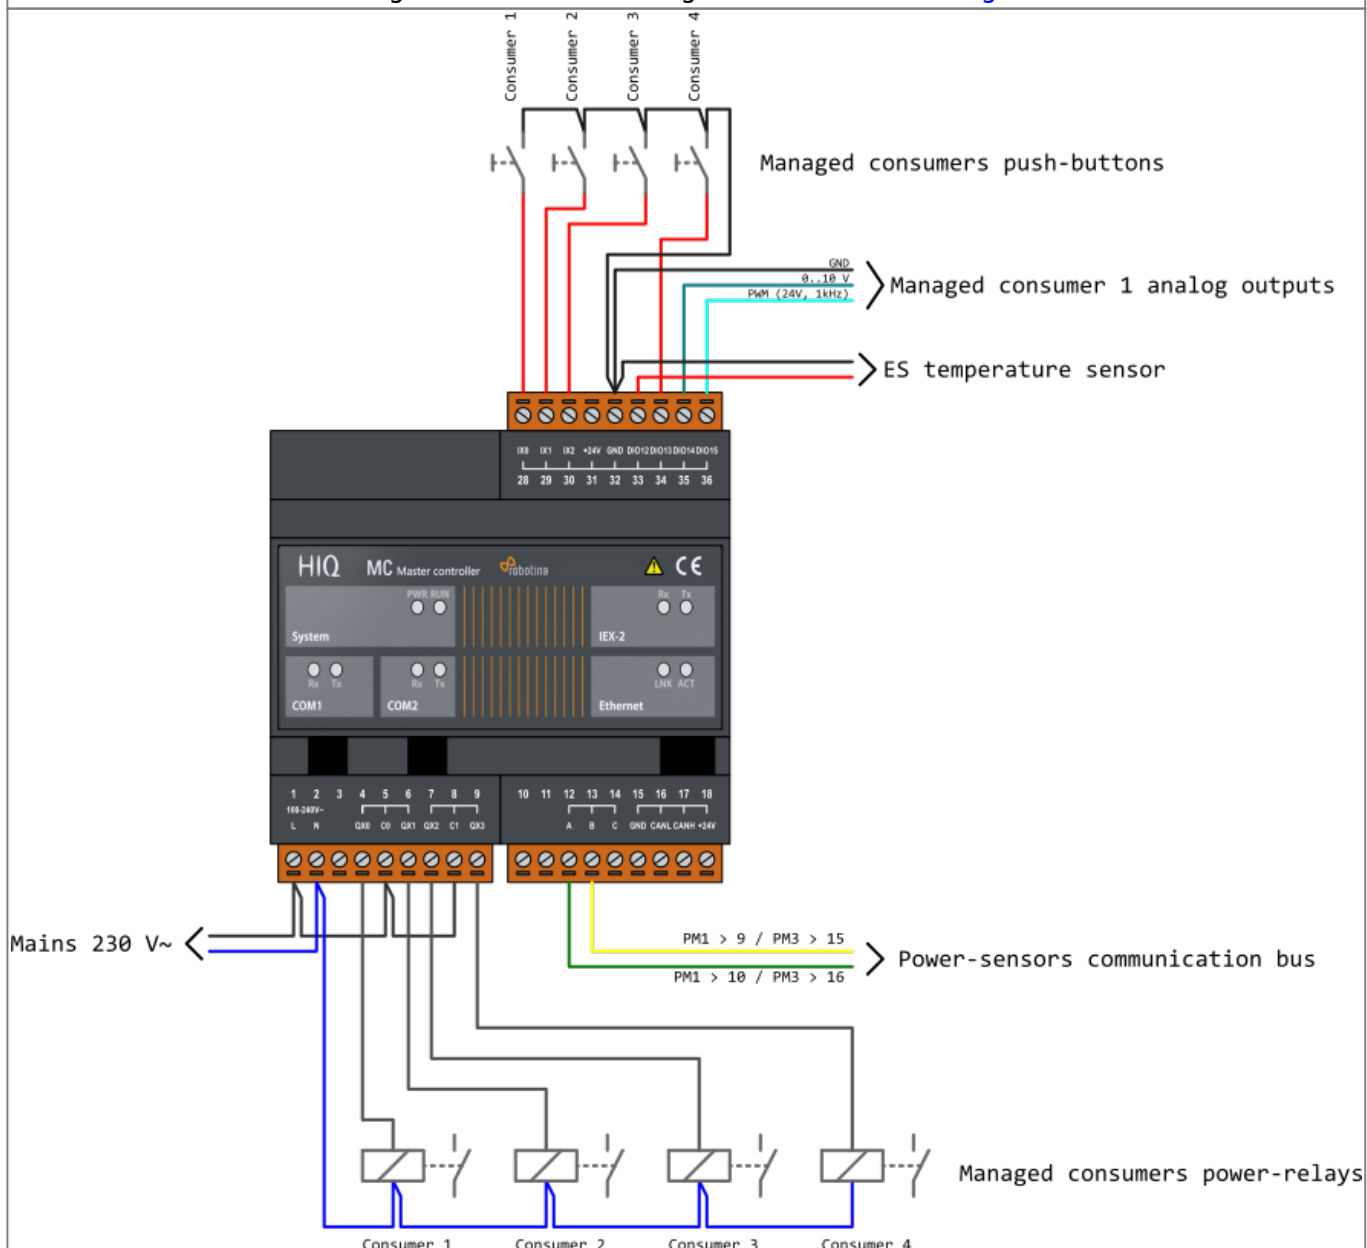 Consumer 1
Consumer 2
Consumer 3
Consumer 4
Managed consumers push-buttons
GND
0..10 V
PWM (24V, 1kHz)
Managed consumer 1 analog outputs
ES temperature sensor
IX0 IX1 IX2 +24V GND DIO12 DIO13 DIO14 DIO15
28 29 30 31 32 33 34 35 36
HIQ MC Master controller robotina CE
PWR RUN
System
Rx Tx
IEX-2
Rx Tx
COM1
Rx Tx
COM2
LNK ACT
Ethernet
1 2 3 4 5 6 7 8 9
100-240V~
L N QX0 C0 QX1 QX2 C1 QX3
10 11 12 13 14 15 16 17 18
A B C GND CANL CANH +24V
Mains 230 V~
PM1 > 9 / PM3 > 15
PM1 > 10 / PM3 > 16
Power-sensors communication bus
Managed consumers power-relays
Consumer 1
Consumer 2
Consumer 3
Consumer 4